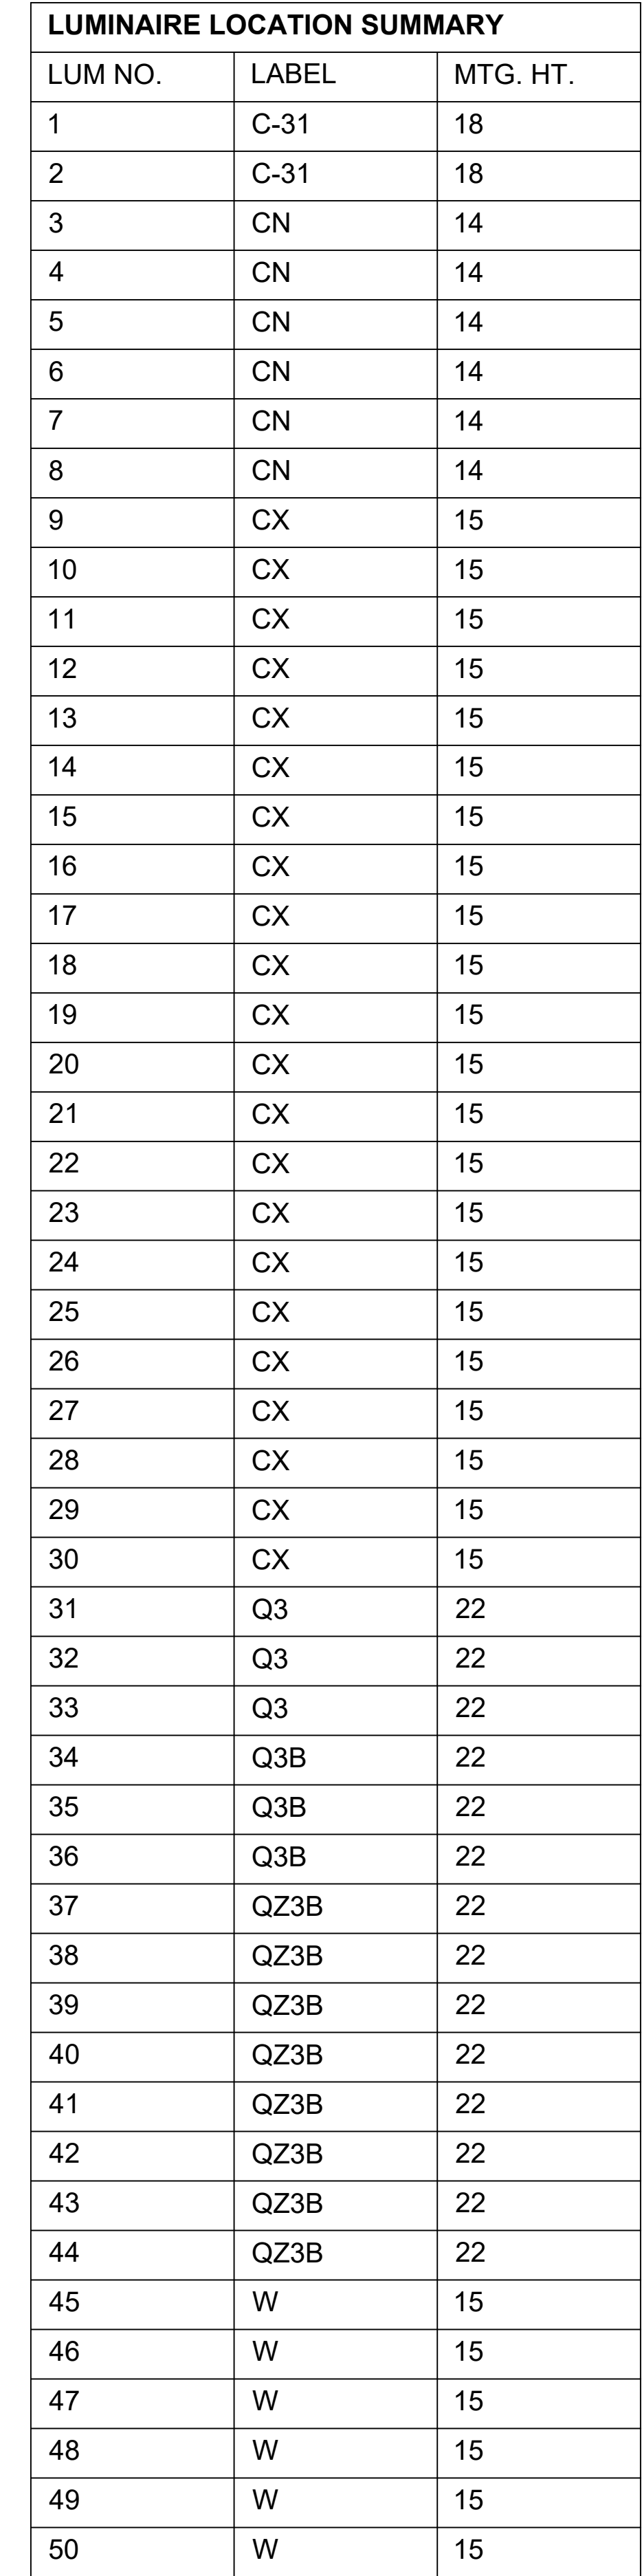 LUMINAIRE LOCATION SUMMARY
LUM NO. LABEL MTG. HT.
1 C-31 18
2 C-31 18
3 CN 14
4 CN 14
5 CN 14
6 CN 14
7 CN 14
8 CN 14
9 CX 15
10 CX 15
11 CX 15
12 CX 15
13 CX 15
14 CX 15
15 CX 15
16 CX 15
17 CX 15
18 CX 15
19 CX 15
20 CX 15
21 CX 15
22 CX 15
23 CX 15
24 CX 15
25 CX 15
26 CX 15
27 CX 15
28 CX 15
29 CX 15
30 CX 15
31 Q3 22
32 Q3 22
33 Q3 22
34 Q3B 22
35 Q3B 22
36 Q3B 22
37 QZ3B 22
38 QZ3B 22
39 QZ3B 22
40 QZ3B 22
41 QZ3B 22
42 QZ3B 22
43 QZ3B 22
44 QZ3B 22
45 W 15
46 W 15
47 W 15
48 W 15
49 W 15
50 W 15